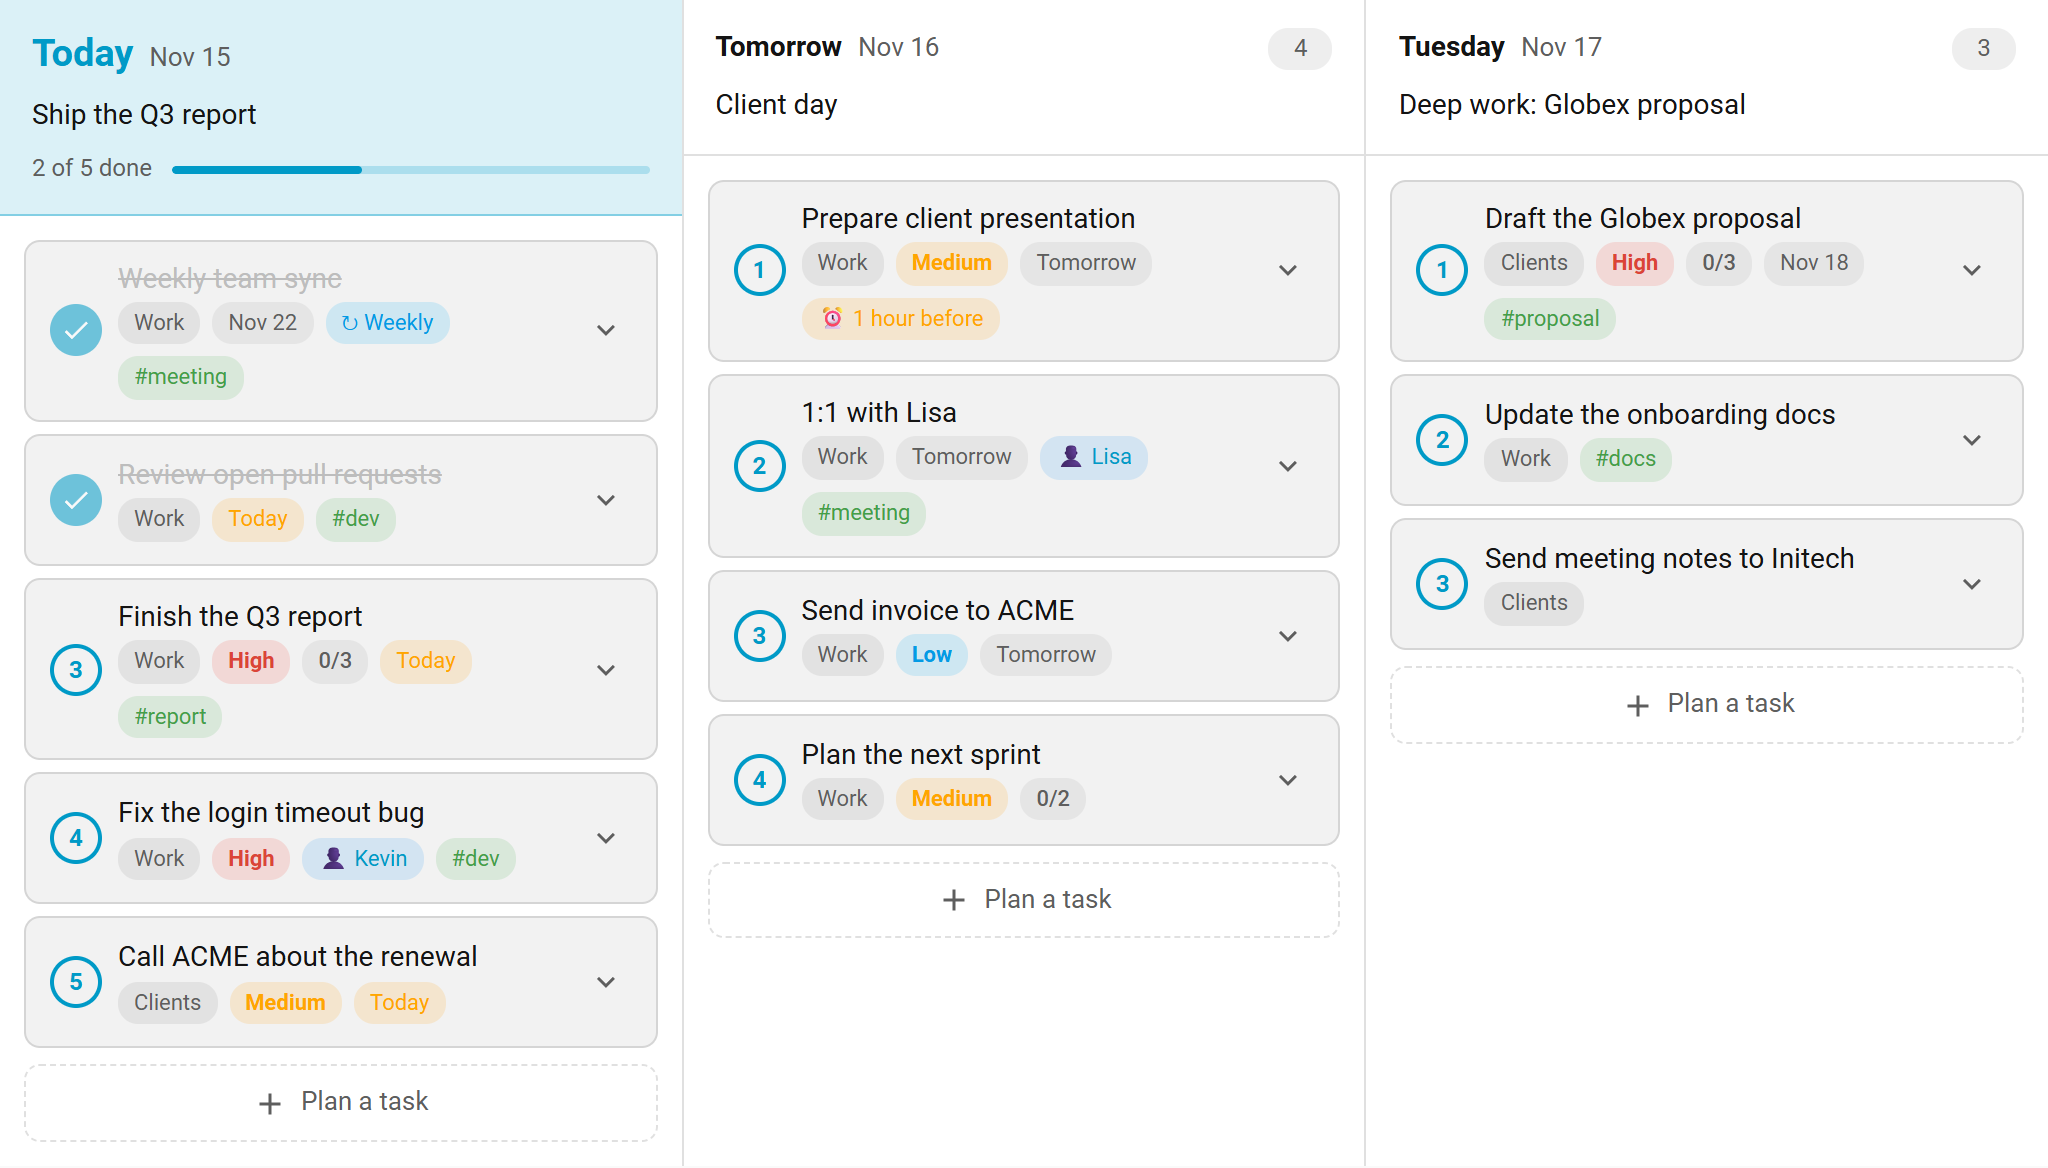 Today Nov 15
Ship the Q3 report
2 of 5 done
Weekly team sync
Work Nov 22 ↻ Weekly
#meeting
Review open pull requests
Work Today #dev
3
Finish the Q3 report
Work High 0/3 Today
#report
4
Fix the login timeout bug
Work High Kevin #dev
5
Call ACME about the renewal
Clients Medium Today
+ Plan a task
Tomorrow Nov 16 4
Client day
1
Prepare client presentation
Work Medium Tomorrow
⏰ 1 hour before
2
1:1 with Lisa
Work Tomorrow Lisa
#meeting
3
Send invoice to ACME
Work Low Tomorrow
4
Plan the next sprint
Work Medium 0/2
+ Plan a task
Tuesday Nov 17 3
Deep work: Globex proposal
1
Draft the Globex proposal
Clients High 0/3 Nov 18
#proposal
2
Update the onboarding docs
Work #docs
3
Send meeting notes to Initech
Clients
+ Plan a task